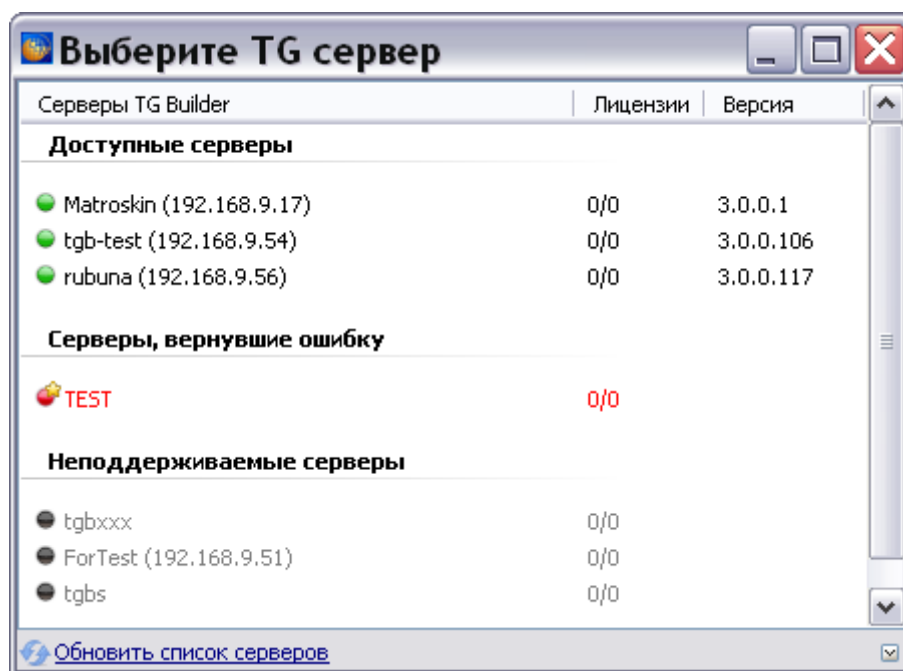 Выберите TG сервер
Серверы TG Builder Лицензии Версия
Доступные серверы
Matroskin (192.168.9.17) 0/0 3.0.0.1
tgb-test (192.168.9.54) 0/0 3.0.0.106
rubuna (192.168.9.56) 0/0 3.0.0.117
Серверы, вернувшие ошибку
TEST 0/0
Неподдерживаемые серверы
tgbxxx 0/0
ForTest (192.168.9.51) 0/0
tgbs 0/0
Обновить список серверов